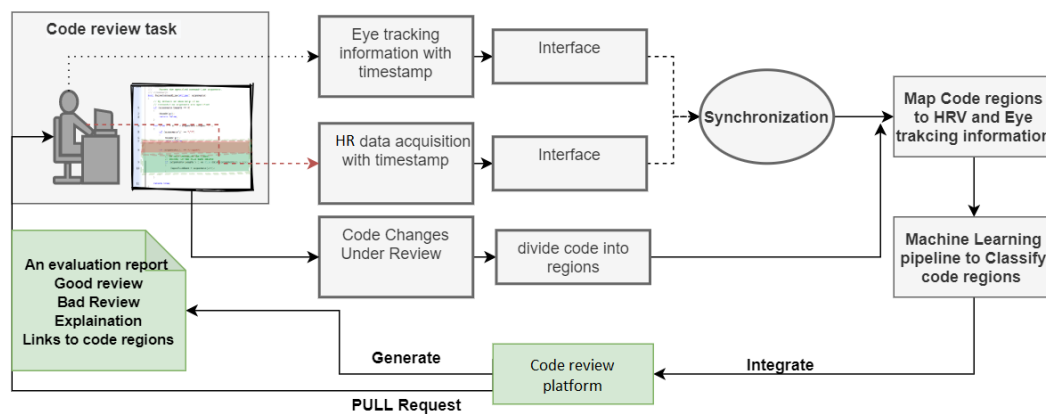 Code review task
Eye tracking
information with
timestamp
Interface
HR data acquisition
with timestamp
Interface
Synchronization
Map Code regions
to HRV and Eye
trakcing information
Code Changes
Under Review
divide code into
regions
Machine Learning
pipeline to Classify
code regions
An evaluation report
Good review
Bad Review
Explaination
Links to code regions
Generate
Code review
platform
Integrate
PULL Request